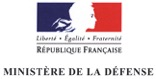 Liberté • Égalité • Fraternité
RÉPUBLIQUE FRANÇAISE
MINISTÈRE DE LA DÉFENSE